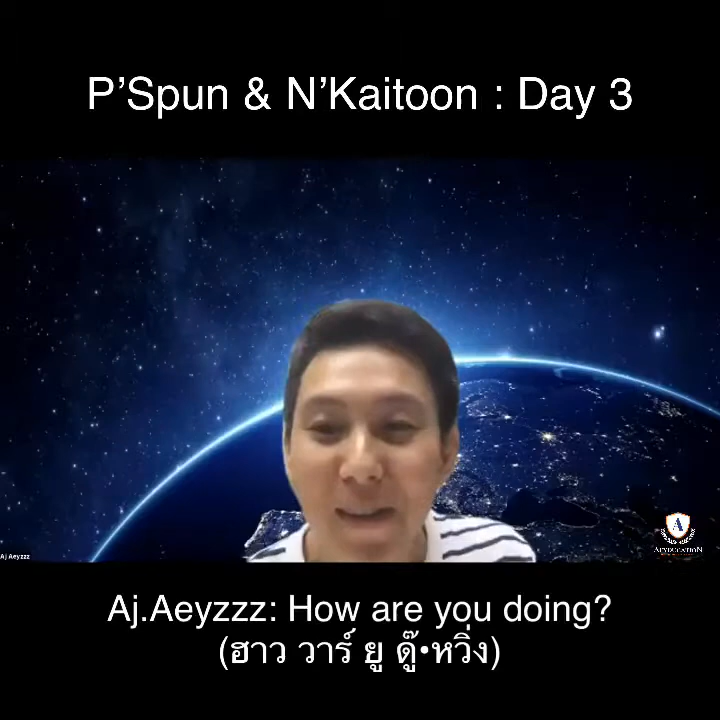 P’Spun & N’Kaitoon : Day 3
Aj Aeyzzz
A
AEYDUCATION
Aj.Aeyzzz: How are you doing?
(ฮาว วาร์ ยู ดู๊•หวิ่ง)